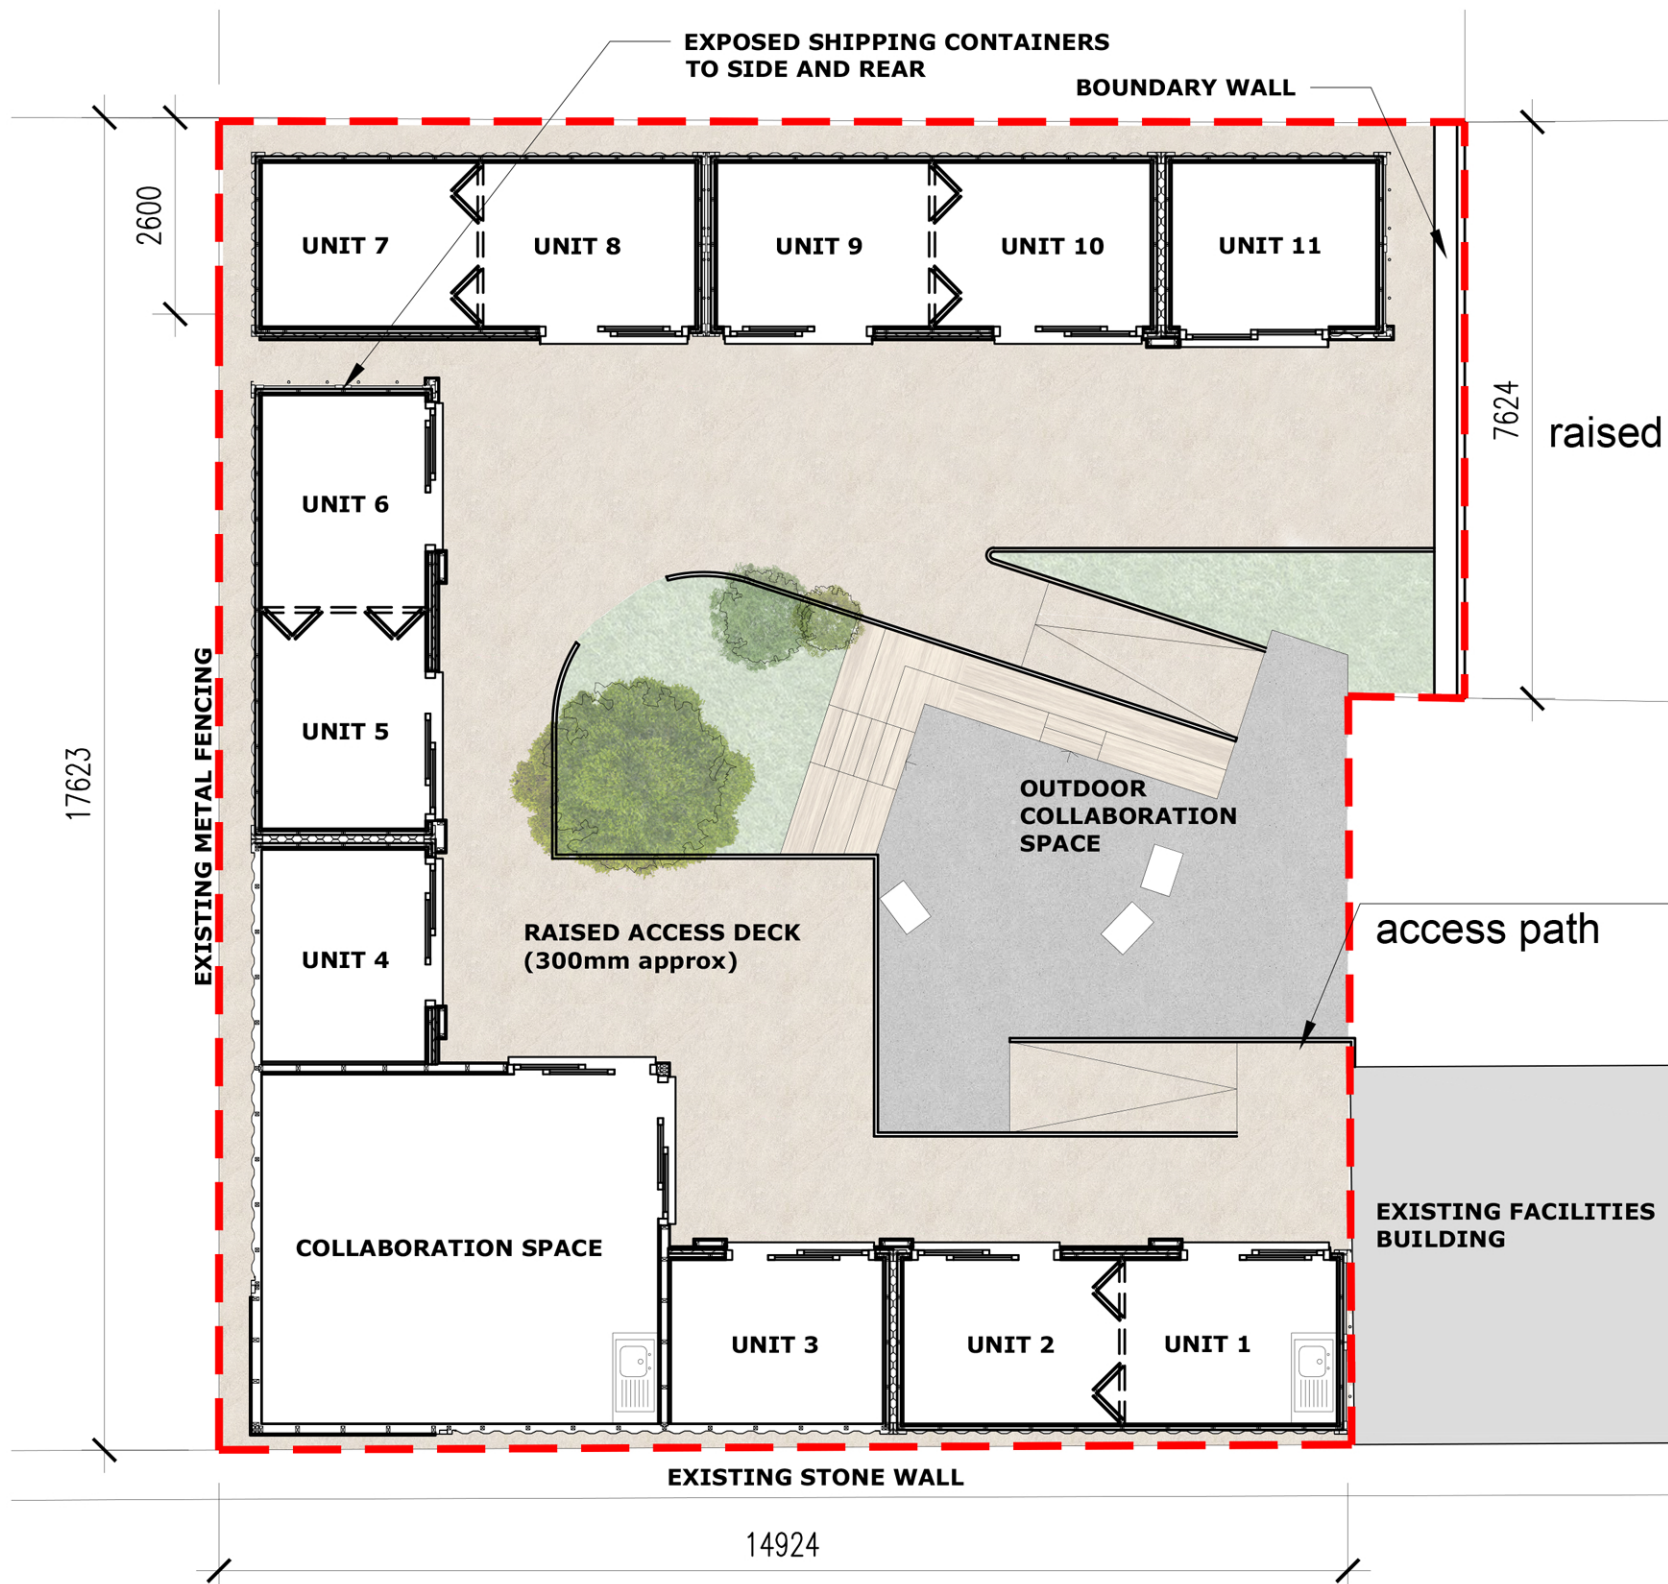 EXPOSED SHIPPING CONTAINERS
TO SIDE AND REAR
BOUNDARY WALL
2600
UNIT 7
UNIT 8
UNIT 9
UNIT 10
UNIT 11
7624
raised
UNIT 6
EXISTING METAL FENCING
UNIT 5
17623
OUTDOOR
COLLABORATION
SPACE
RAISED ACCESS DECK
(300mm approx)
access path
UNIT 4
COLLABORATION SPACE
EXISTING FACILITIES
BUILDING
UNIT 3
UNIT 2
UNIT 1
EXISTING STONE WALL
14924